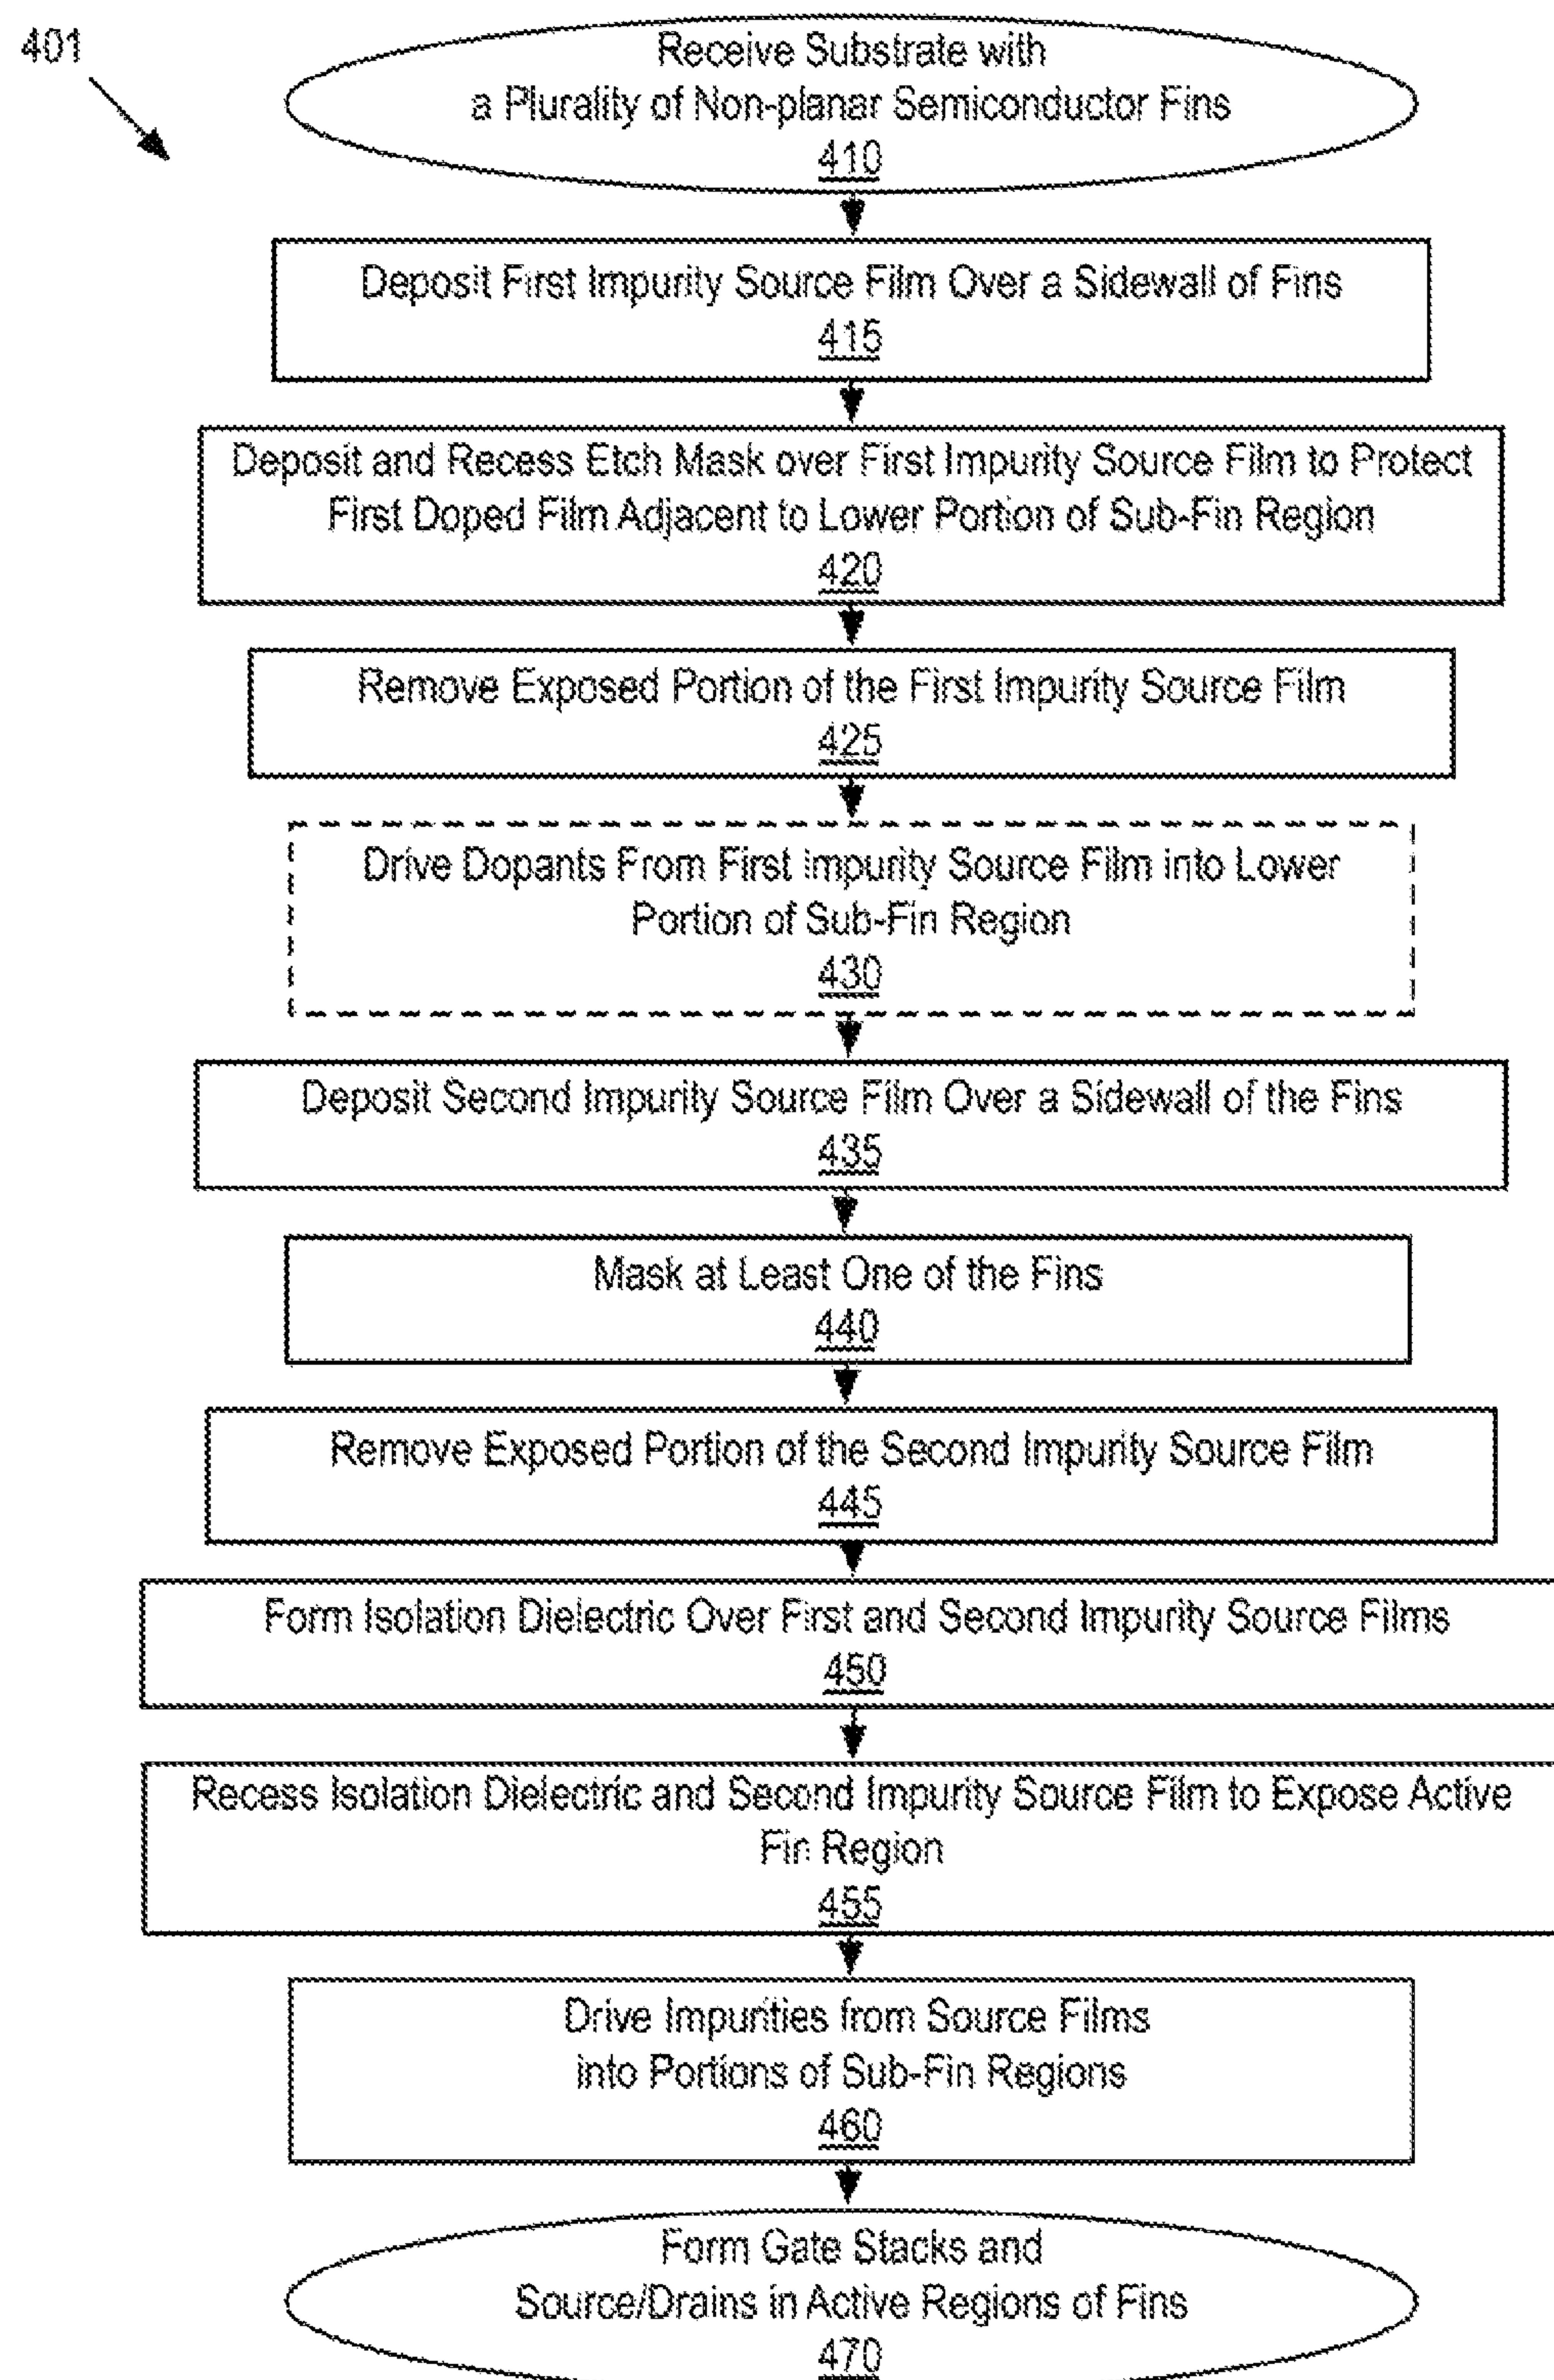 401
Receive Substrate with
a Plurality of Non-planar Semiconductor Fins
410
Deposit First Impurity Source Film Over a Sidewall of Fins
415
Deposit and Recess Etch Mask over First Impurity Source Film to Protect
First Doped Film Adjacent to Lower Portion of Sub-Fin Region
420
Remove Exposed Portion of the First Impurity Source Film
425
Drive Dopants From First impurity Source Film into Lower
Portion of Sub-Fin Region
430
Deposit Second Impurity Source Film Over a Sidewall of the Fins
435
Mask at Least One of the Fins
440
Remove Exposed Portion of the Second Impurity Source Film
445
Form Isolation Dielectric Over First and Second Impurity Source Films
450
Recess Isolation Dielectric and Second Impurity Source Film to Expose Active
Fin Region
455
Drive Impurities from Source Films
into Portions of Sub-Fin Regions
460
Form Gate Stacks and
Source/Drains in Active Regions of Fins
470